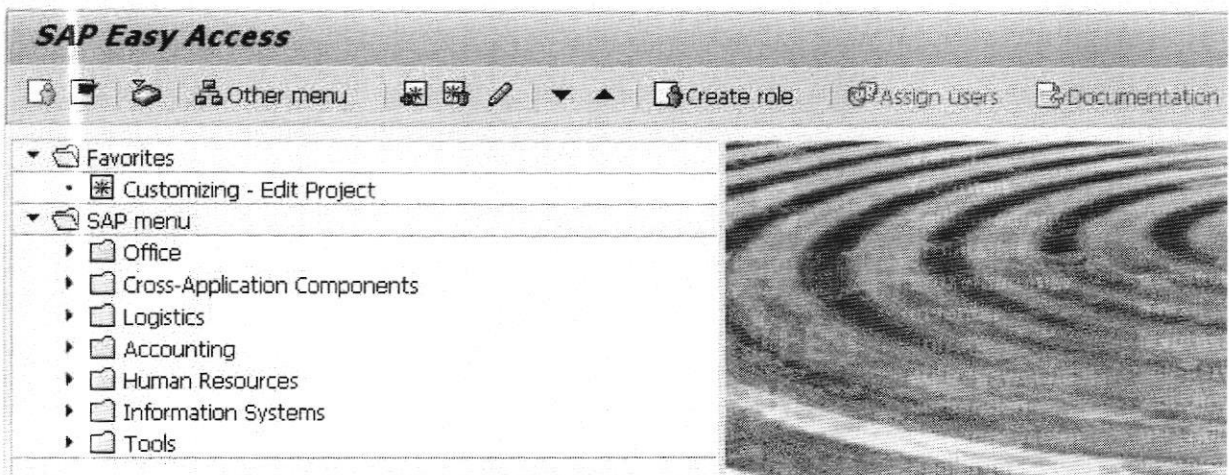 SAP Easy Access
Other menu Create role Assign users Documentation
Favorites
Customizing - Edit Project
SAP menu
Office
Cross-Application Components
Logistics
Accounting
Human Resources
Information Systems
Tools